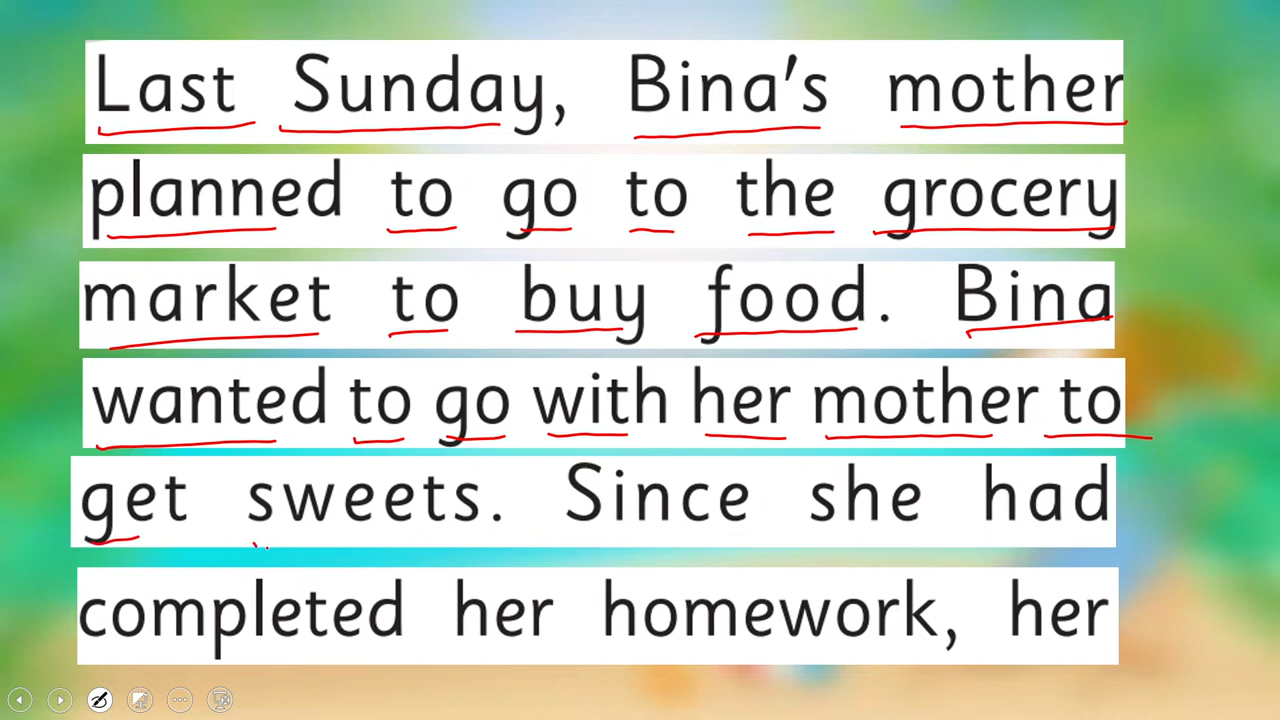 Last Sunday, Bina's mother
planned to go to the grocery
market to buy food. Bina
wanted to go with her mother to
get sweets. Since she had
completed her homework, her